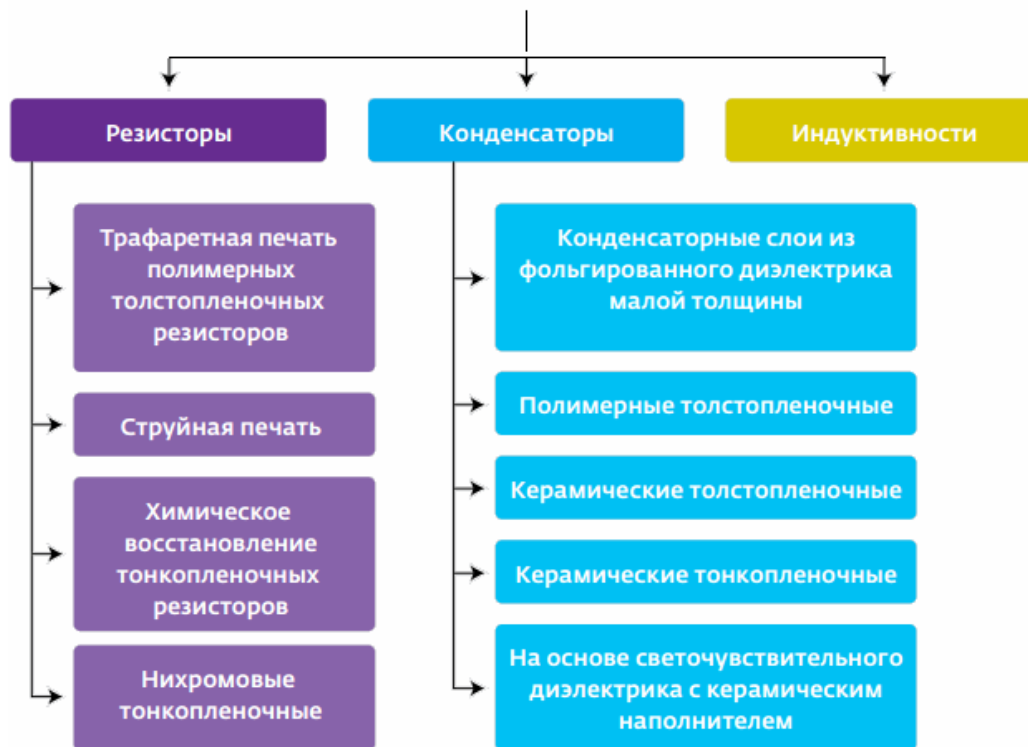 Резисторы
Конденсаторы
Индуктивности
Трафаретная печать
полимерных
толстопленочных
резисторов
Струйная печать
Химическое
восстановление
тонкопленочных
резисторов
Нихромовые
тонкопленочные
Конденсаторные слои из
фольгированного диэлектрика
малой толщины
Полимерные толстопленочные
Керамические толстопленочные
Керамические тонкопленочные
На основе светочувствительного
диэлектрика с керамическим
наполнителем